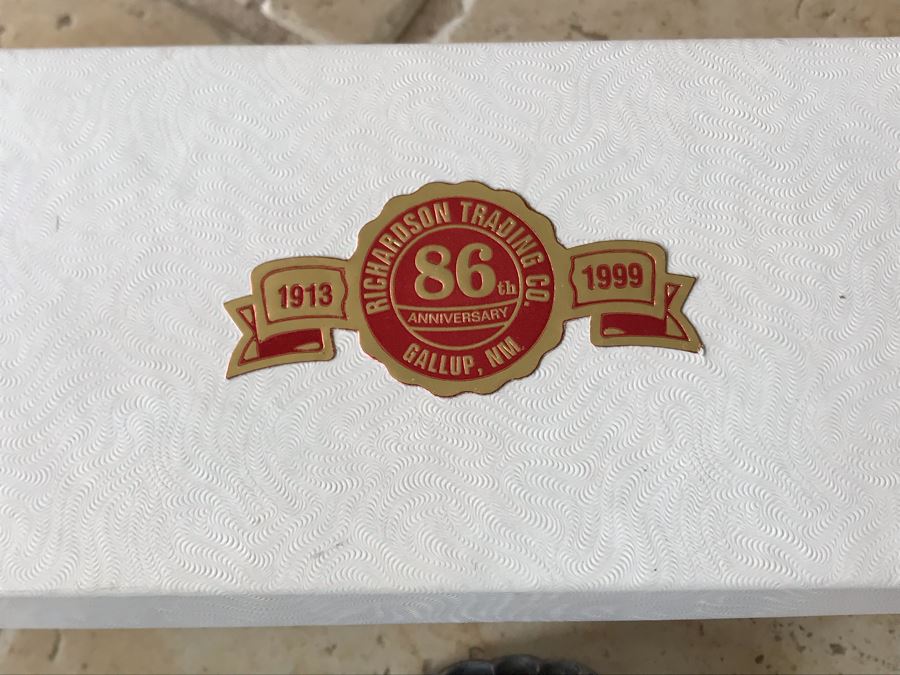 RICHARDSON TRADING CO.
1913
86th
1999
ANNIVERSARY
GALLUP, NM.